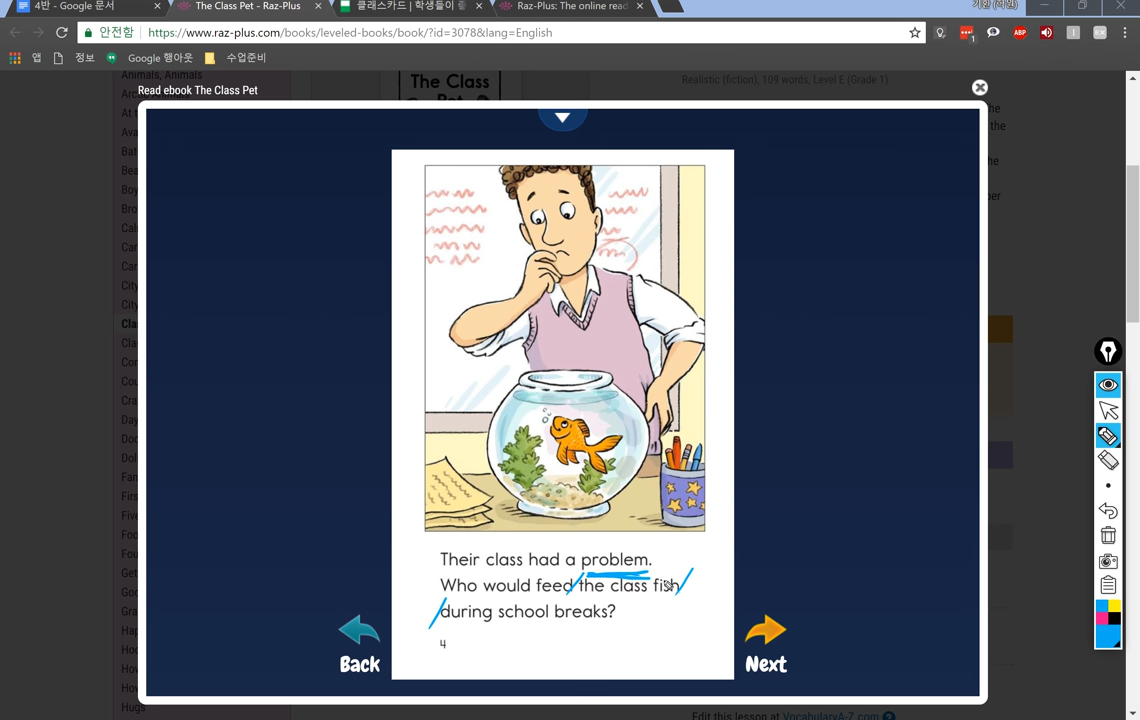 4반 - Google 문서
The Class Pet - Raz-Plus
클래스카드 | 학생들이 좋
Raz-Plus: The online read
안전함
https://www.raz-plus.com/books/leveled-books/book/?id=3078&lang=English
ABP
1
앱
정보
Google 행아웃
수업준비
Animals, Animals
The Class
Realistic (fiction), 109 words, Level E (Grade 1)
Read ebook The Class Pet
Their class had a problem.
Who would feed the class fish
during school breaks?
4
Back
Next
Hugs
Edit this lesson at VocabularyA-Z.com